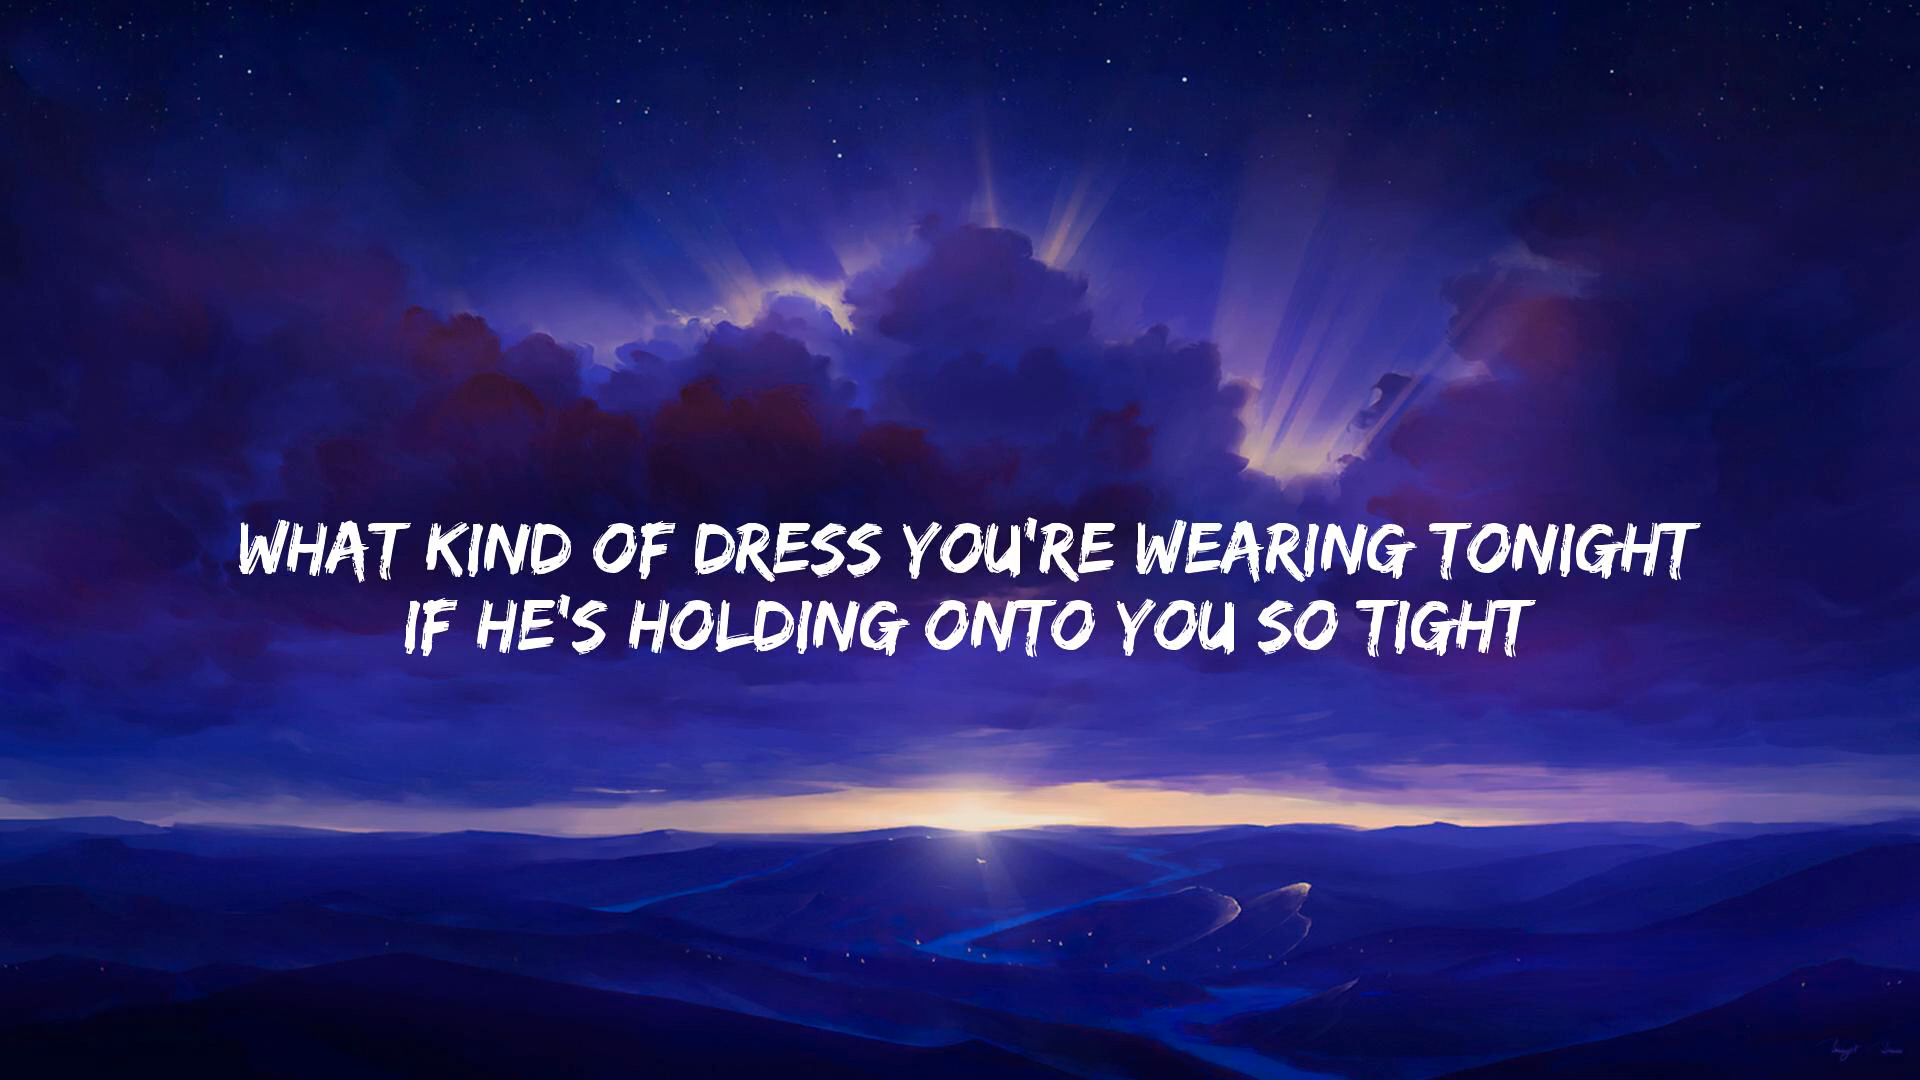 WHAT KIND OF DRESS YOU'RE WEARING TONIGHT
IF HE'S HOLDING ONTO YOU SO TIGHT